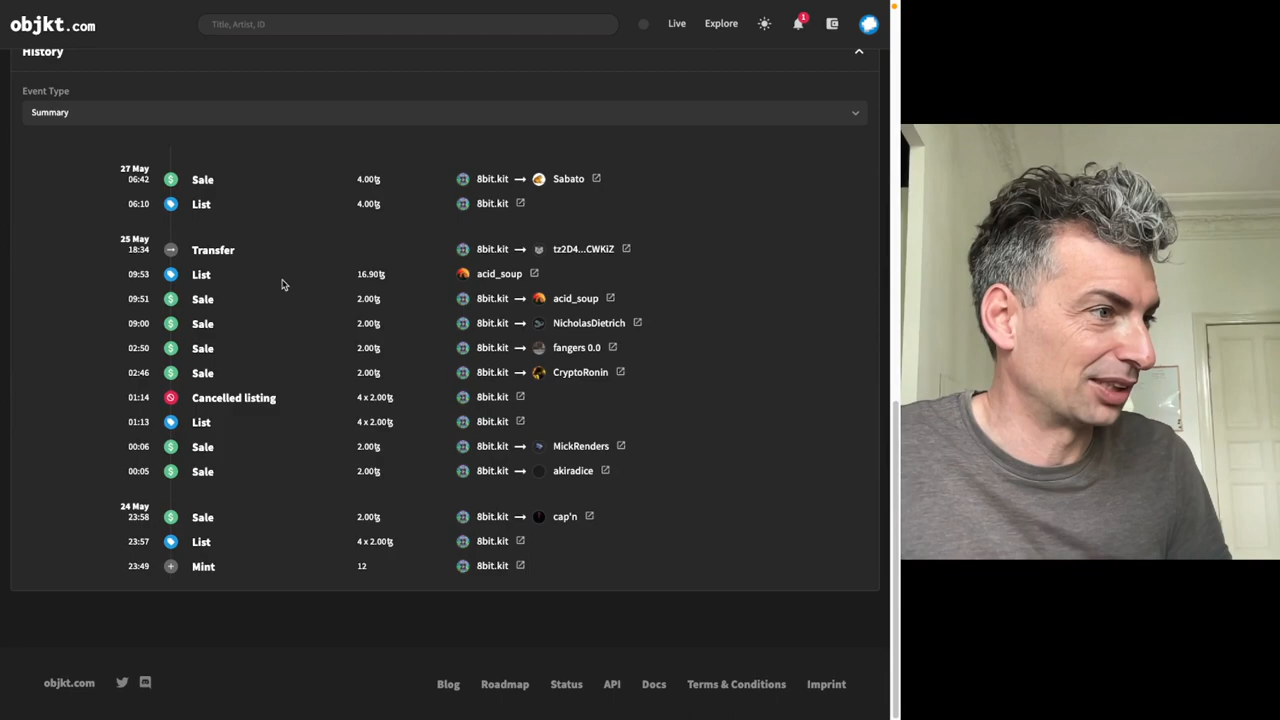 objkt.com
Title, Artist, ID
Live
Explore
1
History
Event Type
Summary
27 May
06:42 Sale 4.00ꜩ 8bit.kit → Sabato
06:10 List 4.00ꜩ 8bit.kit
25 May
18:34 Transfer 8bit.kit → tz2D4...CWKiZ
09:53 List 16.90ꜩ acid_soup
09:51 Sale 2.00ꜩ 8bit.kit → acid_soup
09:00 Sale 2.00ꜩ 8bit.kit → NicholasDietrich
02:50 Sale 2.00ꜩ 8bit.kit → fangers 0.0
02:46 Sale 2.00ꜩ 8bit.kit → CryptoRonin
01:14 Cancelled listing 4 x 2.00ꜩ 8bit.kit
01:13 List 4 x 2.00ꜩ 8bit.kit
00:06 Sale 2.00ꜩ 8bit.kit → MickRenders
00:05 Sale 2.00ꜩ 8bit.kit → akiradice
24 May
23:58 Sale 2.00ꜩ 8bit.kit → cap'n
23:57 List 4 x 2.00ꜩ 8bit.kit
23:49 Mint 12 8bit.kit
objkt.com
Blog Roadmap Status API Docs Terms & Conditions Imprint